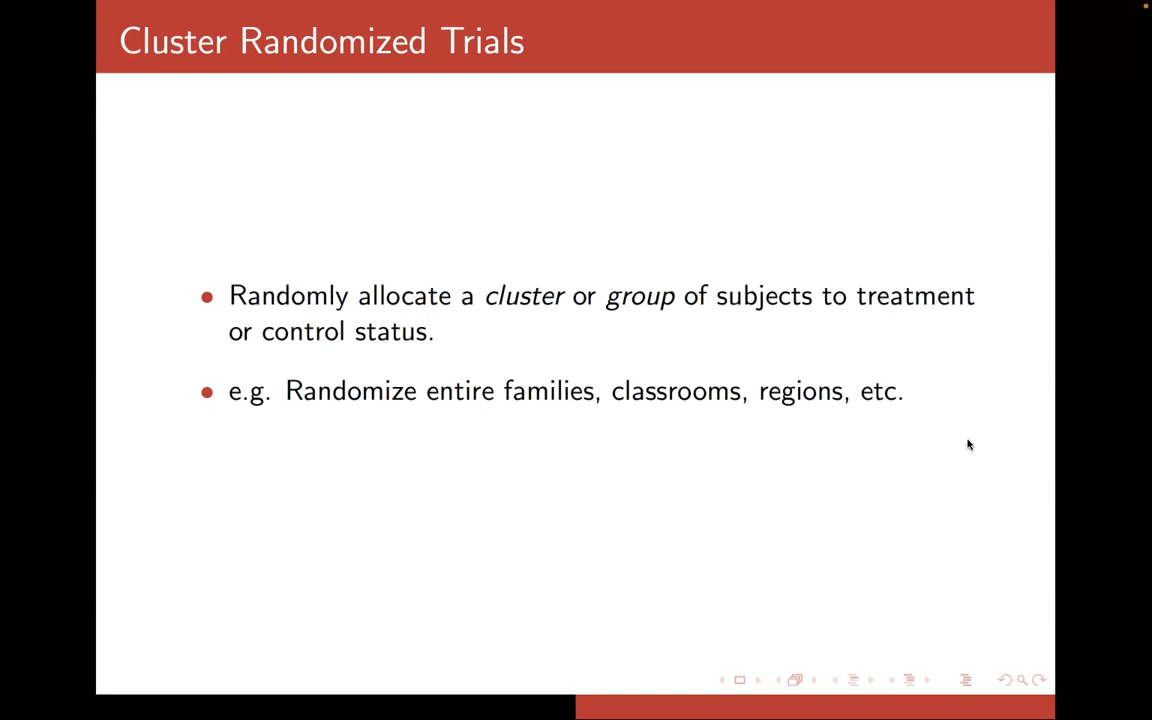 Cluster Randomized Trials
Randomly allocate a cluster or group of subjects to treatment
or control status.
e.g. Randomize entire families, classrooms, regions, etc.